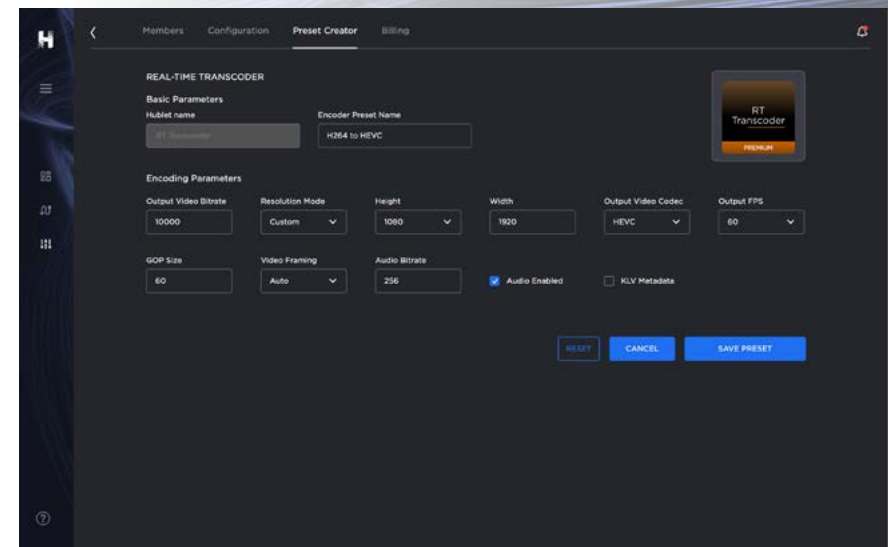 H
Members Configuration Preset Creator Billing
REAL-TIME TRANSCODER
Basic Parameters
Hublet name Encoder Preset Name
RT Transcoder H264 to HEVC
RT
Transcoder
PREMIUM
Encoding Parameters
Output Video Bitrate Resolution Mode Height Width Output Video Codec Output FPS
10000 Custom 1080 1920 HEVC 60
GOP Size Video Framing Audio Bitrate
60 Auto 256 Audio Enabled KLV Metadata
RESET CANCEL SAVE PRESET
?